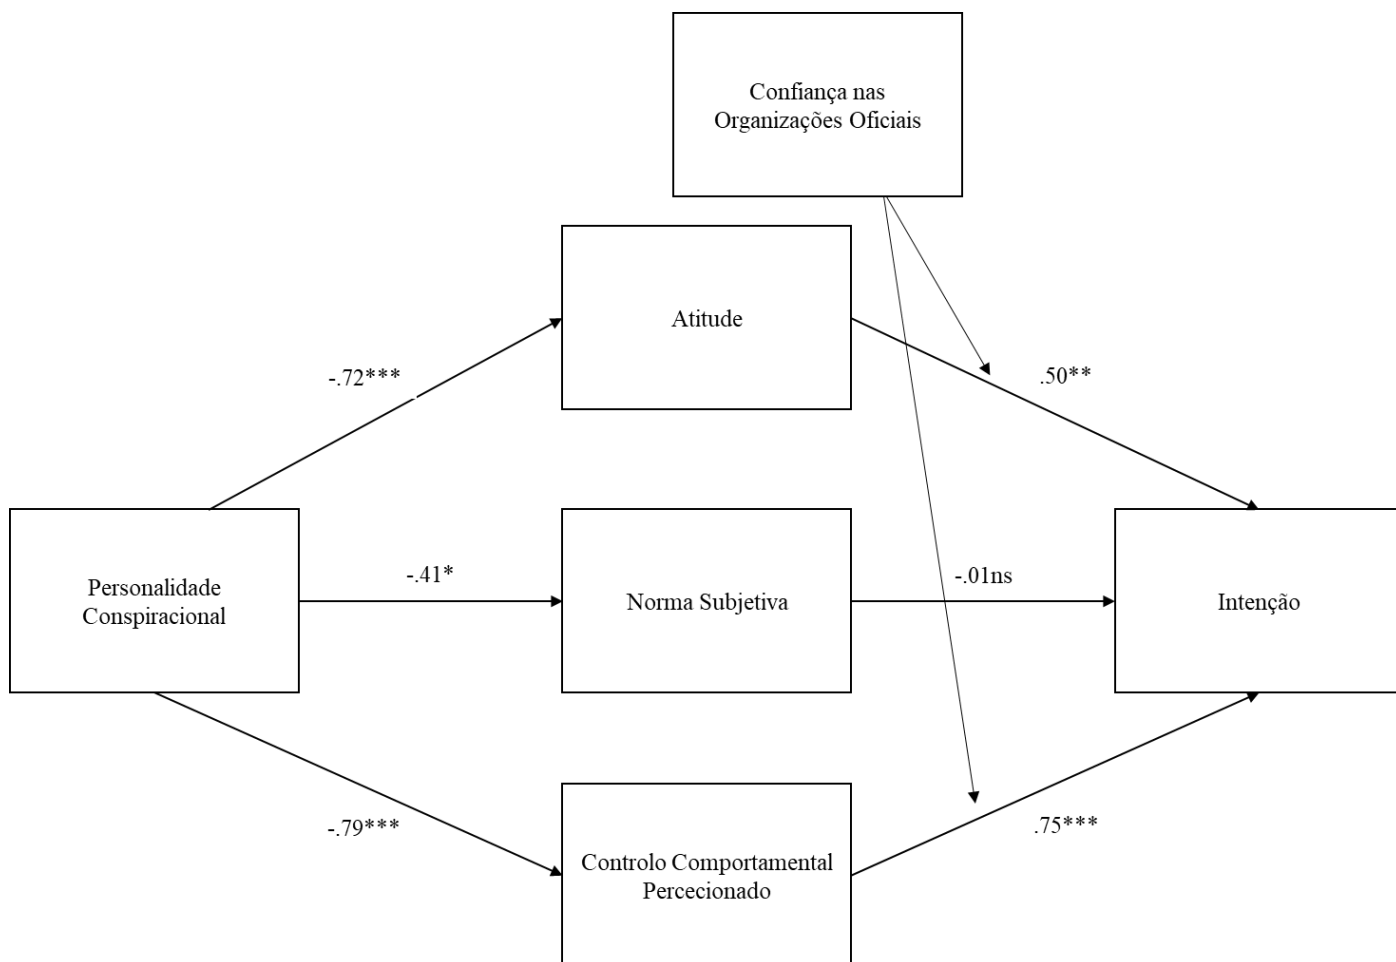 Confiança nas
Organizações Oficiais
Atitude
-.72***
.50**
Personalidade
Conspiracional
-.41*
Norma Subjetiva
-.01ns
Intenção
-.79***
.75***
Controlo Comportamental
Percecionado